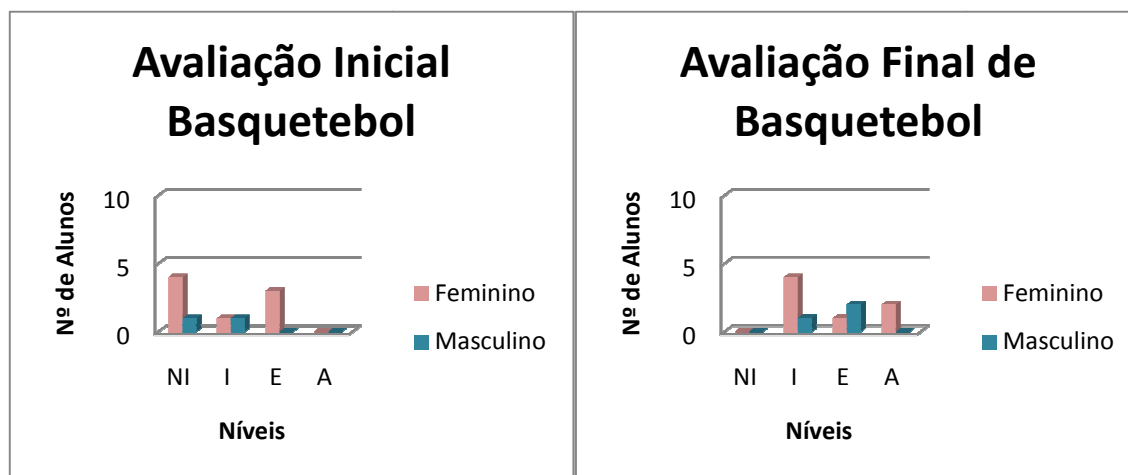 Avaliação Inicial
Basquetebol
Nº de Alunos
10
5
0
NI I E A
Níveis
Feminino
Masculino
Avaliação Final de
Basquetebol
Nº de Alunos
10
5
0
NI I E A
Níveis
Feminino
Masculino